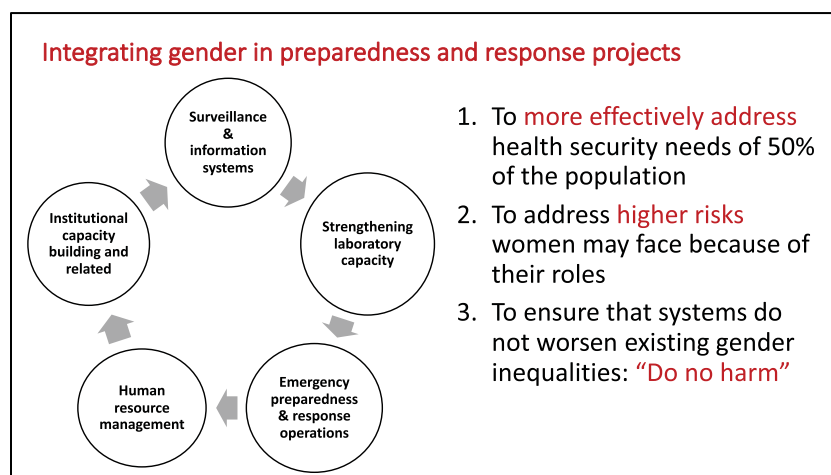 Integrating gender in preparedness and response projects
Surveillance
&
information
systems
Strengthening
laboratory
capacity
Emergency
preparedness
& response
operations
Human
resource
management
Institutional
capacity
building and
related
1. To more effectively address
health security needs of 50%
of the population
2. To address higher risks
women may face because of
their roles
3. To ensure that systems do
not worsen existing gender
inequalities: “Do no harm”